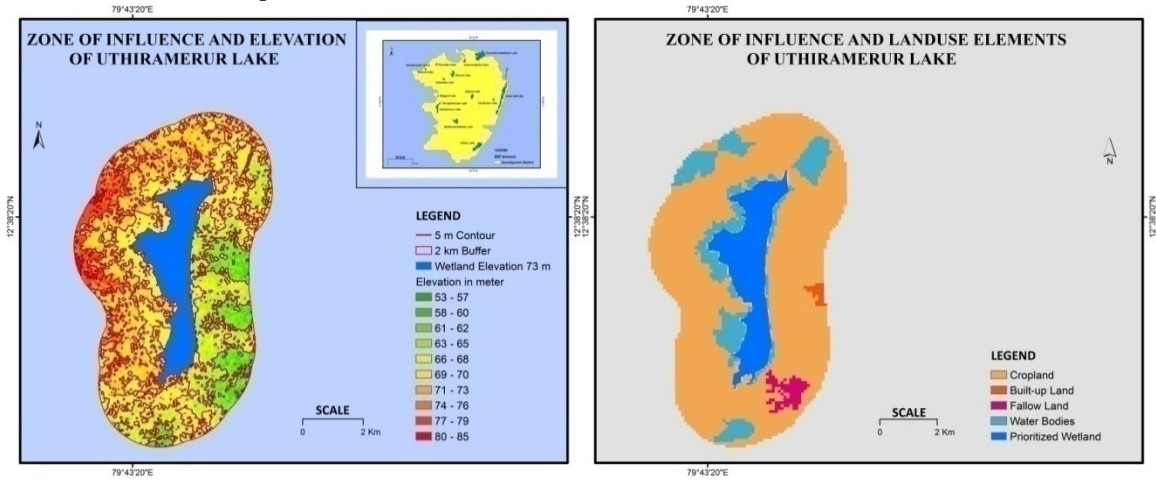 79°43'20"E
ZONE OF INFLUENCE AND ELEVATION
OF UTHIRAMERUR LAKE
N
12°38'20"N
LEGEND
5 m Contour
2 km Buffer
Wetland Elevation 73 m
Elevation in meter
53 - 57
58 - 60
61 - 62
63 - 65
66 - 68
69 - 70
71 - 73
74 - 76
77 - 79
80 - 85
SCALE
0 2 Km
79°43'20"E
79°43'20"E
ZONE OF INFLUENCE AND LANDUSE ELEMENTS
OF UTHIRAMERUR LAKE
12°38'20"N
N
12°38'20"N
LEGEND
Cropland
Built-up Land
Fallow Land
Water Bodies
Prioritized Wetland
SCALE
0 2 Km
79°43'20"E